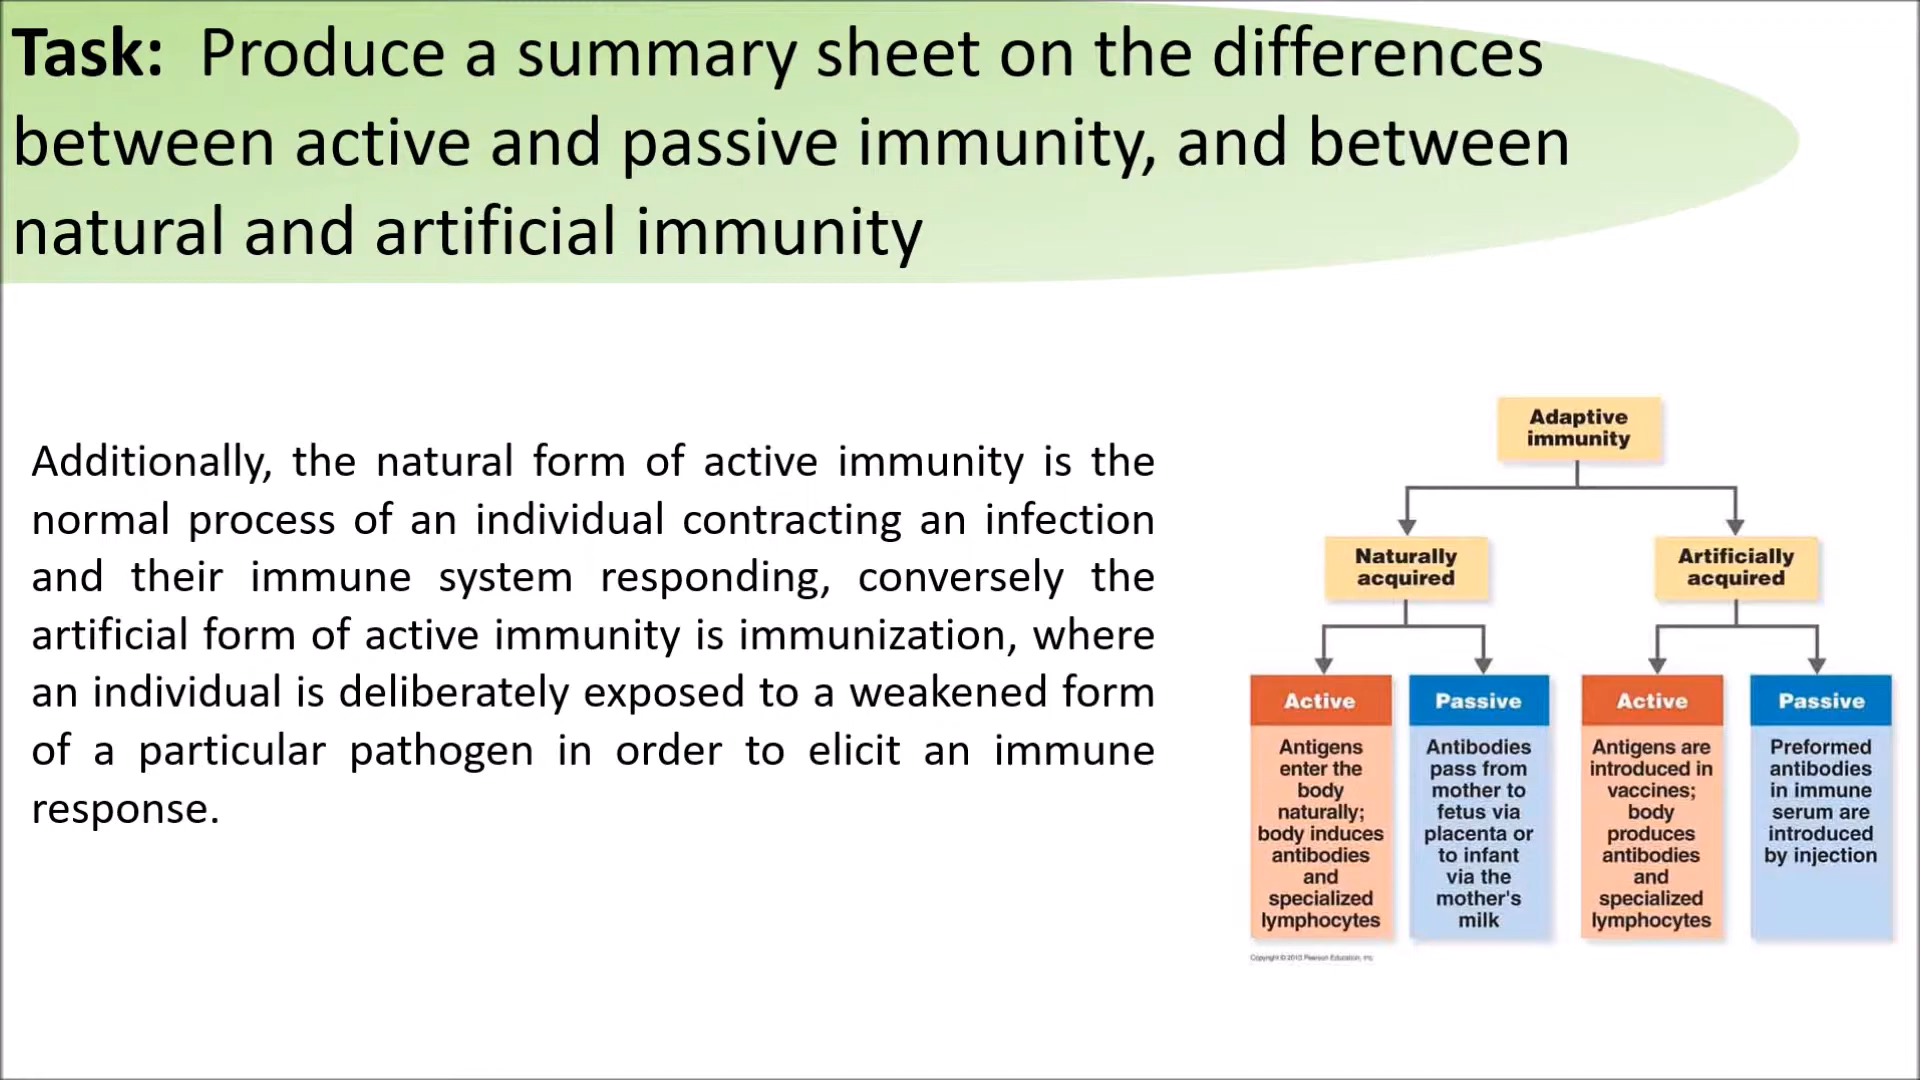 Task:  Produce a summary sheet on the differences
between active and passive immunity, and between
natural and artificial immunity
Additionally, the natural form of active immunity is the
normal process of an individual contracting an infection
and their immune system responding, conversely the
artificial form of active immunity is immunization, where
an individual is deliberately exposed to a weakened form
of a particular pathogen in order to elicit an immune
response.
Adaptive
immunity
Naturally
acquired
Artificially
acquired
Active
Antigens
enter the
body
naturally;
body induces
antibodies
and
specialized
lymphocytes
Passive
Antibodies
pass from
mother to
fetus via
placenta or
to infant
via the
mother's
milk
Active
Antigens are
introduced in
vaccines;
body
produces
antibodies
and
specialized
lymphocytes
Passive
Preformed
antibodies
in immune
serum are
introduced
by injection
Copyright © 2013 Pearson Education, Inc.